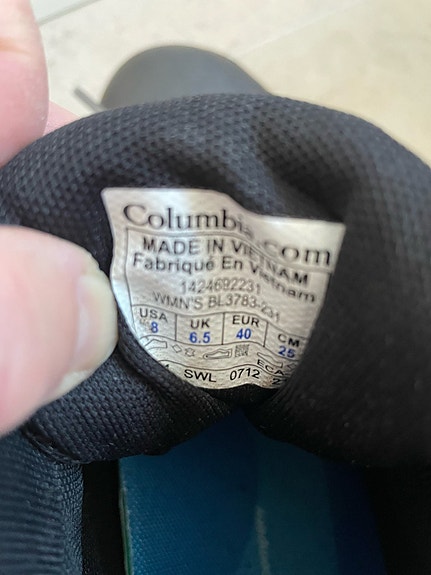 Columbia.com
MADE IN VIETNAM
Fabriqué En Vietnam
1424692231
WMN'S BL3783-231
USA UK EUR CM
8 6.5 40 25
SWL 0712